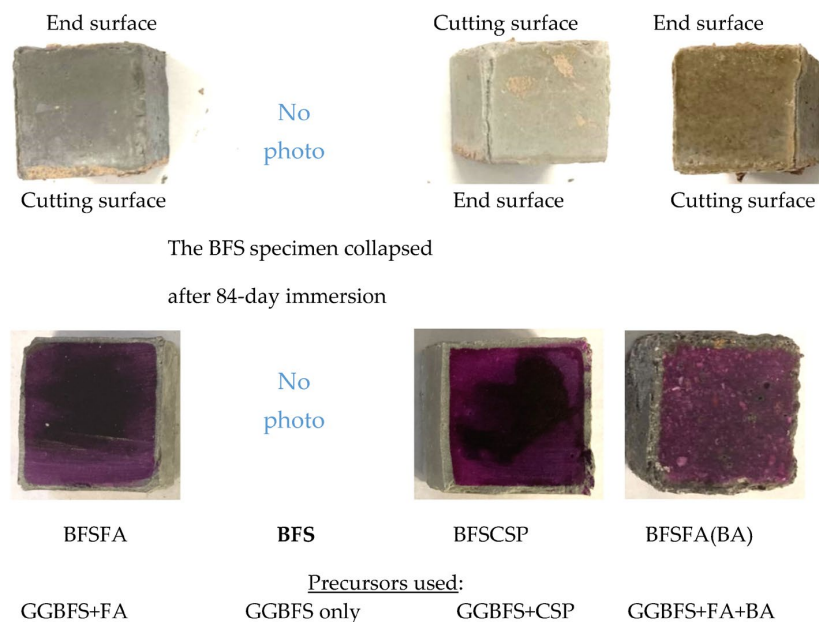 End surface
Cutting surface
End surface
No
photo
Cutting surface
End surface
Cutting surface
The BFS specimen collapsed
after 84-day immersion
No
photo
BFSFA
BFS
BFSCSP
BFSFA(BA)
Precursors used:
GGBFS+FA
GGBFS only
GGBFS+CSP
GGBFS+FA+BA